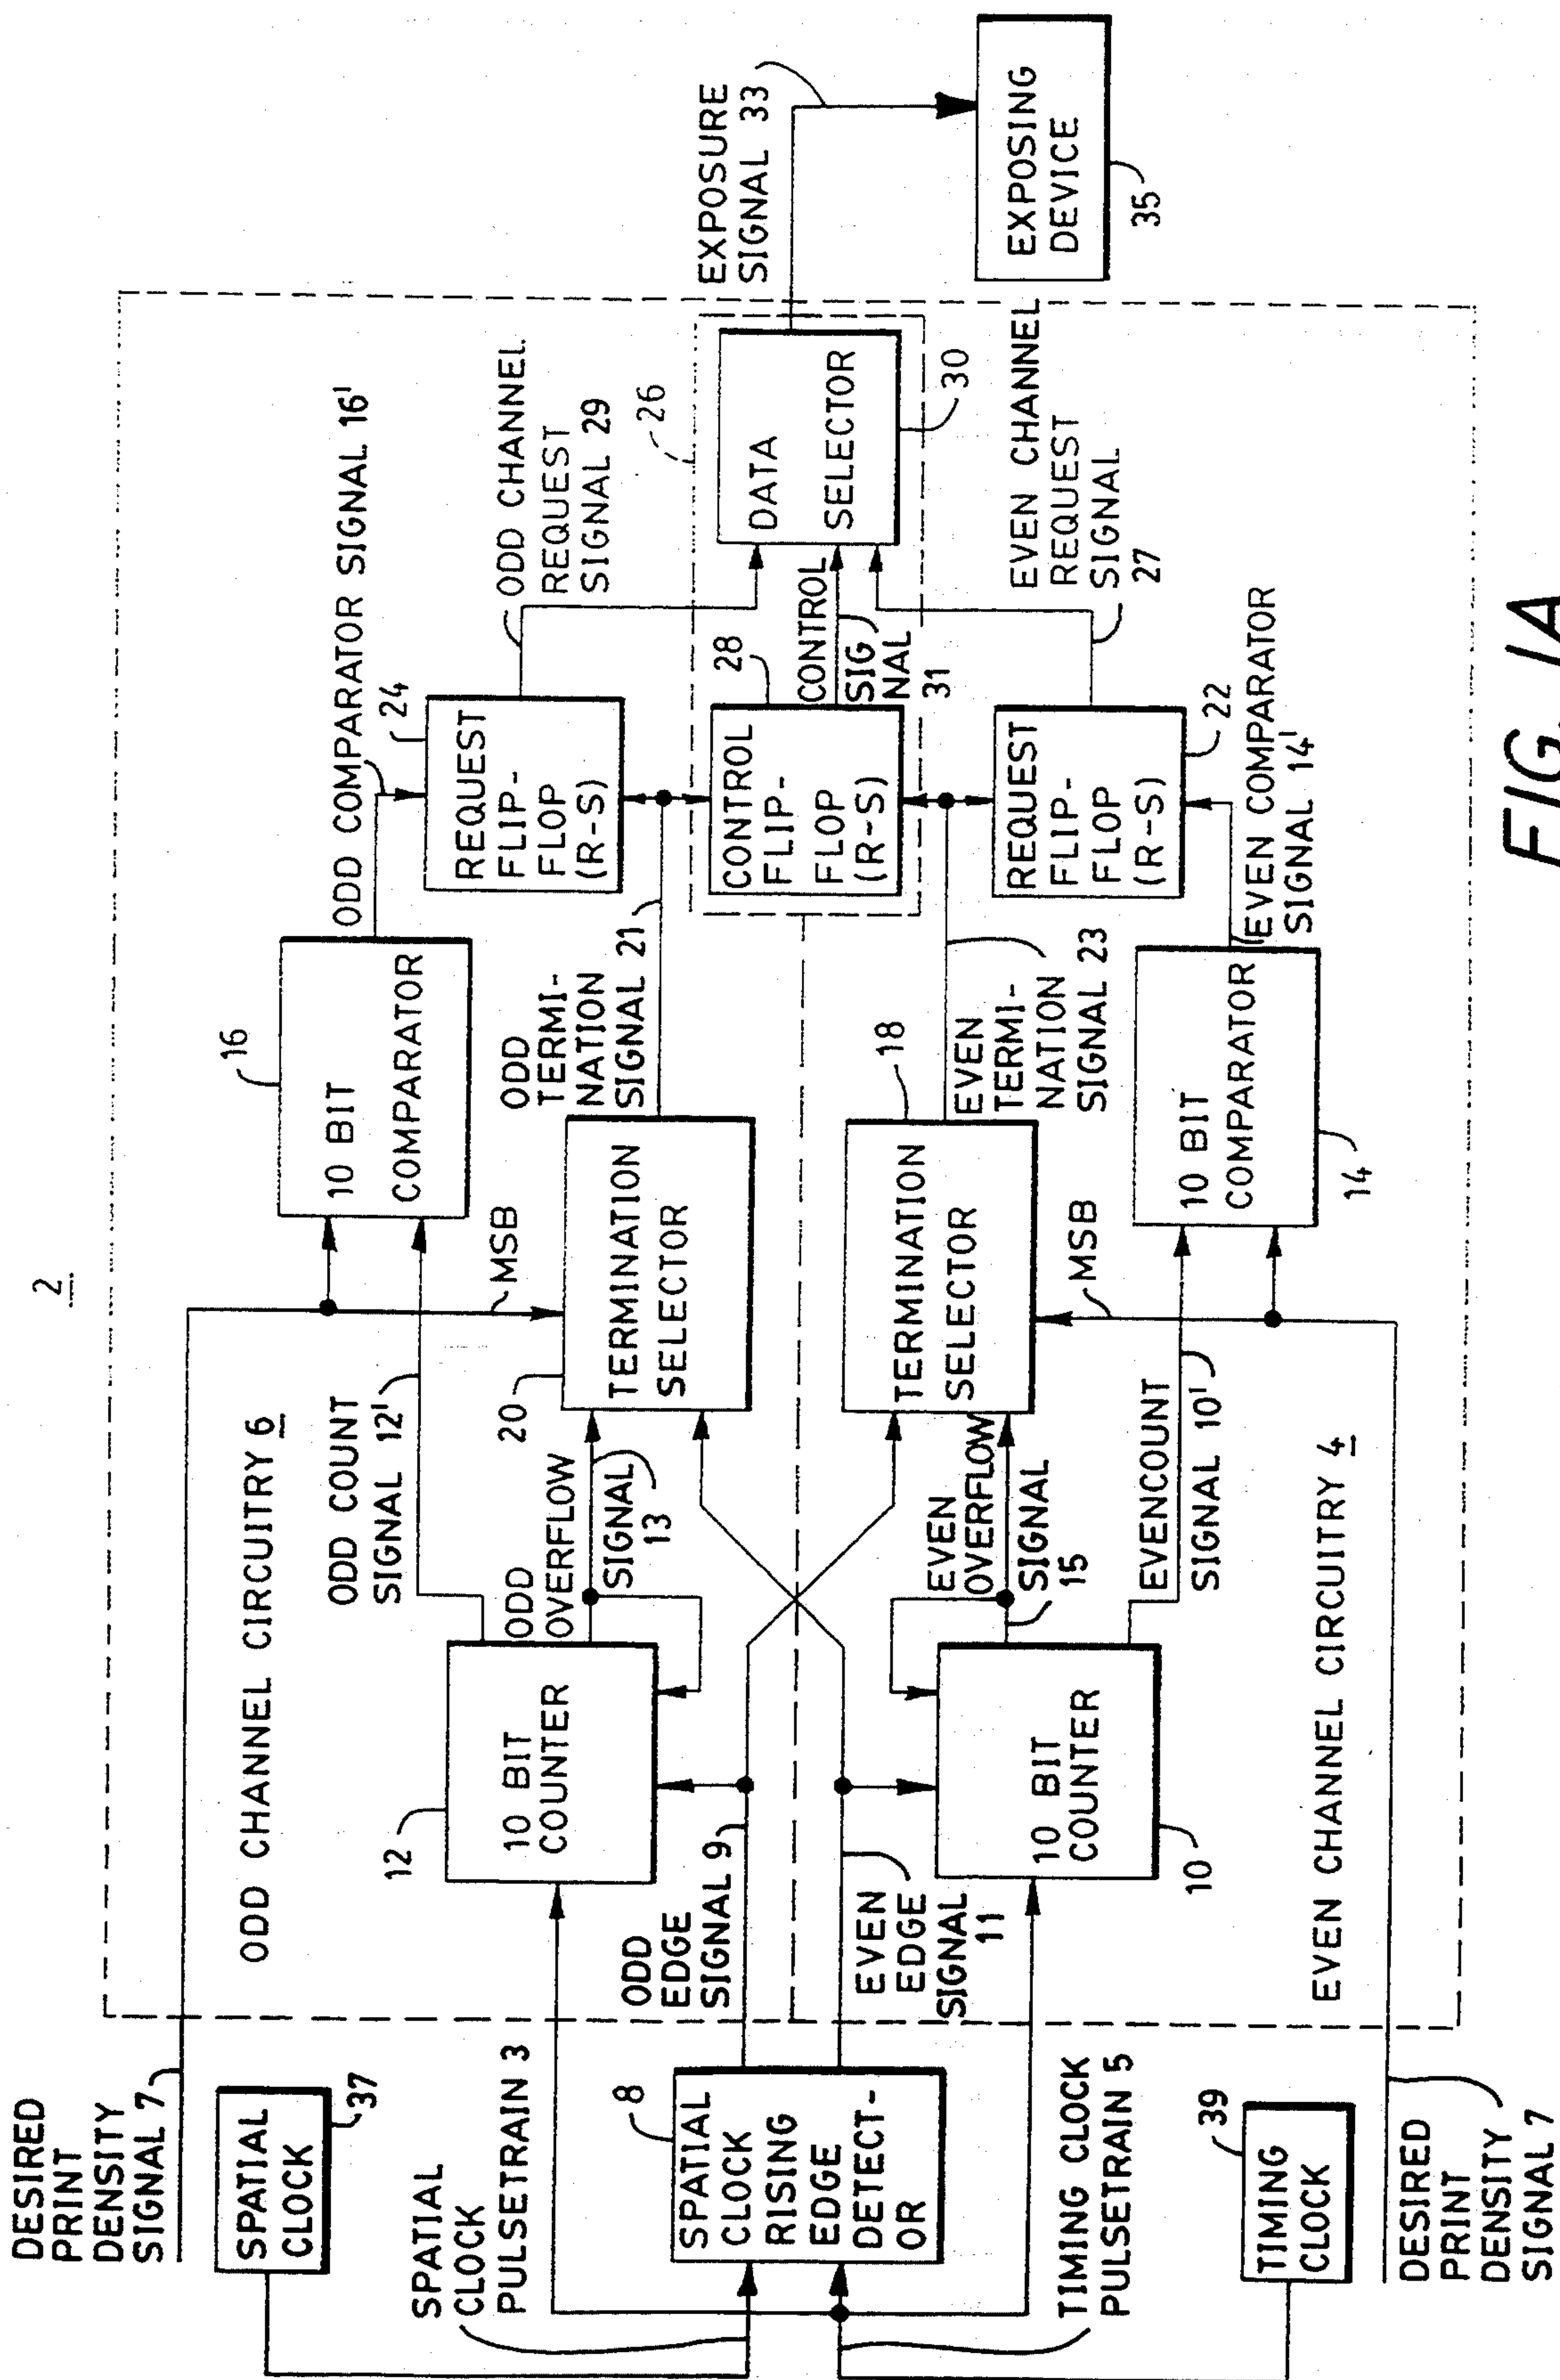 2
DESIRED
PRINT
DENSITY
SIGNAL 7
SPATIAL
CLOCK
37
SPATIAL
CLOCK
PULSETRAIN 3
8
SPATIAL
CLOCK
RISING
EDGE
DETECT-
OR
TIMING CLOCK
PULSETRAIN 5
39
TIMING
CLOCK
DESIRED
PRINT
DENSITY
SIGNAL 7
ODD CHANNEL CIRCUITRY 6
12
10 BIT
COUNTER
ODD
EDGE
SIGNAL 9
EVEN
EDGE
SIGNAL
11
10 BIT
COUNTER
10
EVEN CHANNEL CIRCUITRY 4
ODD COUNT
SIGNAL 12'
ODD
OVERFLOW
SIGNAL
13
EVEN
OVERFLOW
SIGNAL
15
EVENCOUNT
SIGNAL 10'
MSB
20
TERMINATION
SELECTOR
18
TERMINATION
SELECTOR
MSB
16
10 BIT
COMPARATOR
ODD
TERMI-
NATION
SIGNAL 21
EVEN
TERMI-
NATION
SIGNAL 23
10 BIT
COMPARATOR
14
ODD COMPARATOR SIGNAL 16'
24
REQUEST
FLIP-
FLOP
(R-S)
28
CONTROL
FLIP-
FLOP
(R-S)
CONTROL
SIG
NAL
31
REQUEST
FLIP-
FLOP
(R-S)
22
EVEN COMPARATOR
SIGNAL 14'
ODD CHANNEL
REQUEST
SIGNAL 29
26
DATA
SELECTOR
30
EVEN CHANNEL
REQUEST
SIGNAL
27
EXPOSURE
SIGNAL 33
EXPOSING
DEVICE
35
FIG. 1A